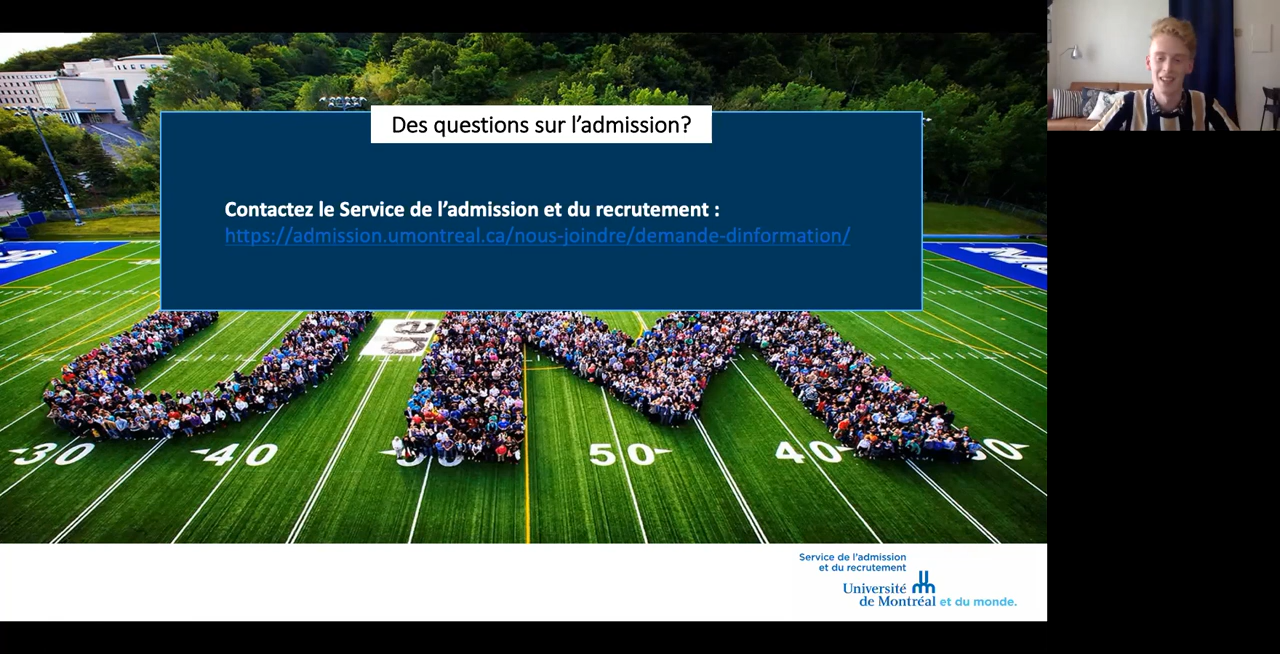 Des questions sur l'admission?
Contactez le Service de l'admission et du recrutement :
https://admission.umontreal.ca/nous-joindre/demande-dinformation/
30 40 50 50 40
Service de l'admission
et du recrutement
Université
de Montréal et du monde.